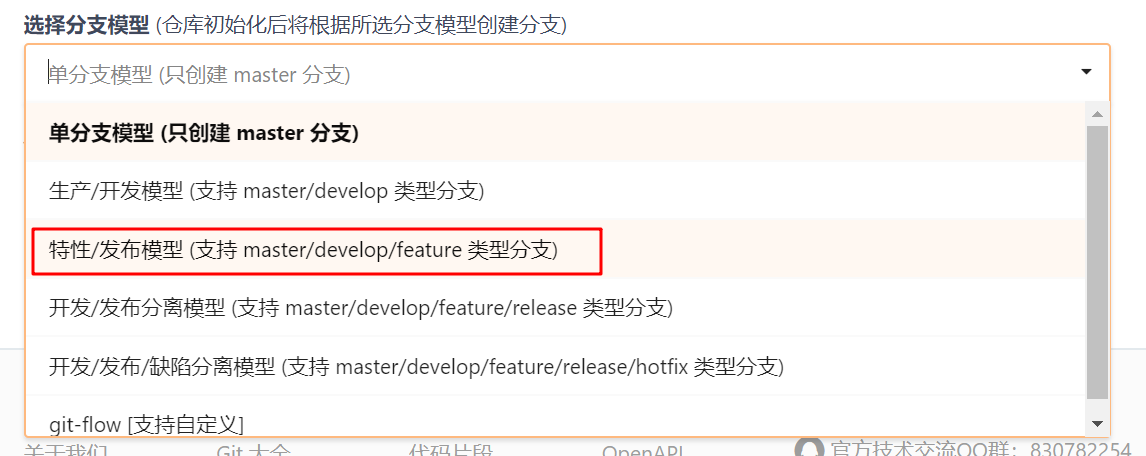 选择分支模型 (仓库初始化后将根据所选分支模型创建分支)
单分支模型 (只创建 master 分支)
单分支模型 (只创建 master 分支)
生产/开发模型 (支持 master/develop 类型分支)
特性/发布模型 (支持 master/develop/feature 类型分支)
开发/发布分离模型 (支持 master/develop/feature/release 类型分支)
开发/发布/缺陷分离模型 (支持 master/develop/feature/release/hotfix 类型分支)
git-flow [支持自定义]
关于我们 Git 大全 代码片段 OpenAPI 官方技术交流QQ群：830782254